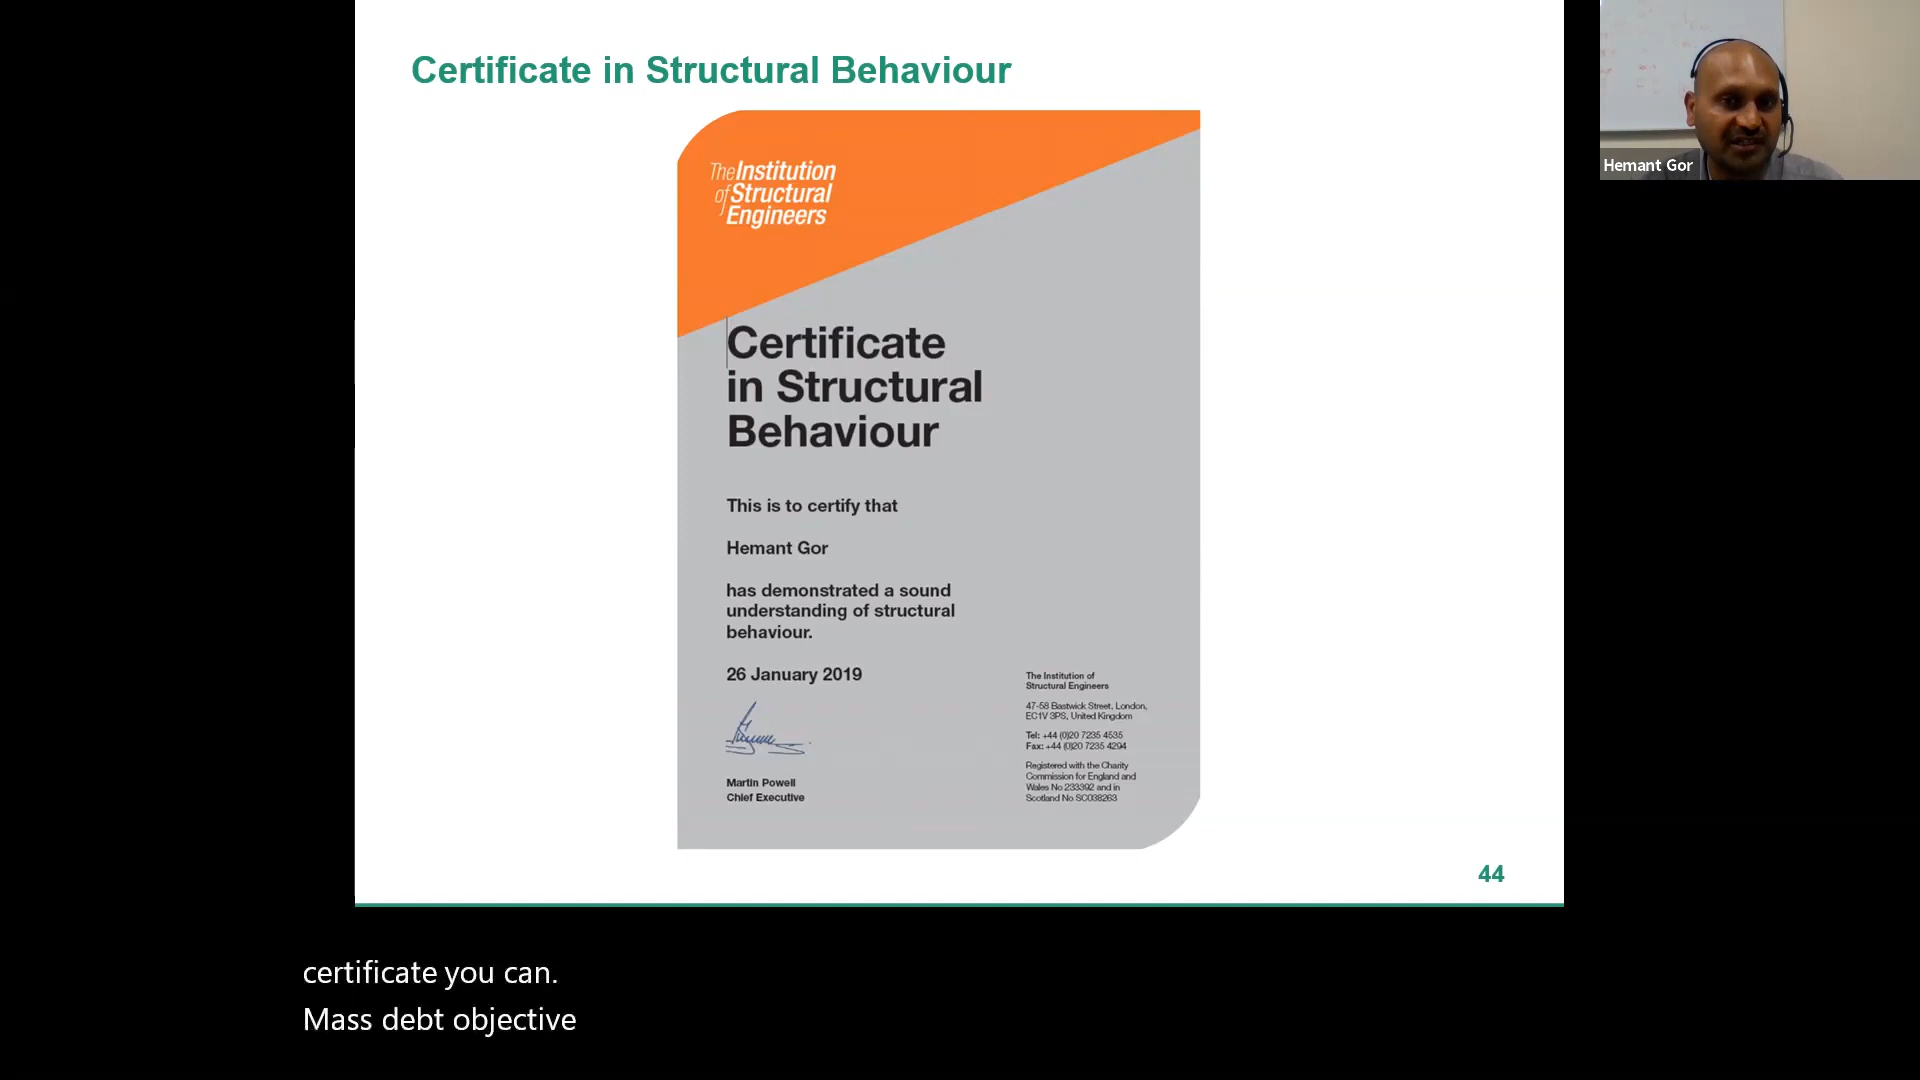 Certificate in Structural Behaviour
The Institution
of Structural
Engineers
Certificate
in Structural
Behaviour
This is to certify that
Hemant Gor
has demonstrated a sound
understanding of structural
behaviour.
26 January 2019
Martin Powell
Chief Executive
The Institution of
Structural Engineers
47-58 Bastwick Street, London,
EC1V 3PS, United Kingdom
Tel: +44 (0)20 7235 4535
Fax: +44 (0)20 7235 4294
Registered with the Charity
Commission for England and
Wales No 233392 and in
Scotland No SC038263
44
Hemant Gor
certificate you can.
Mass debt objective